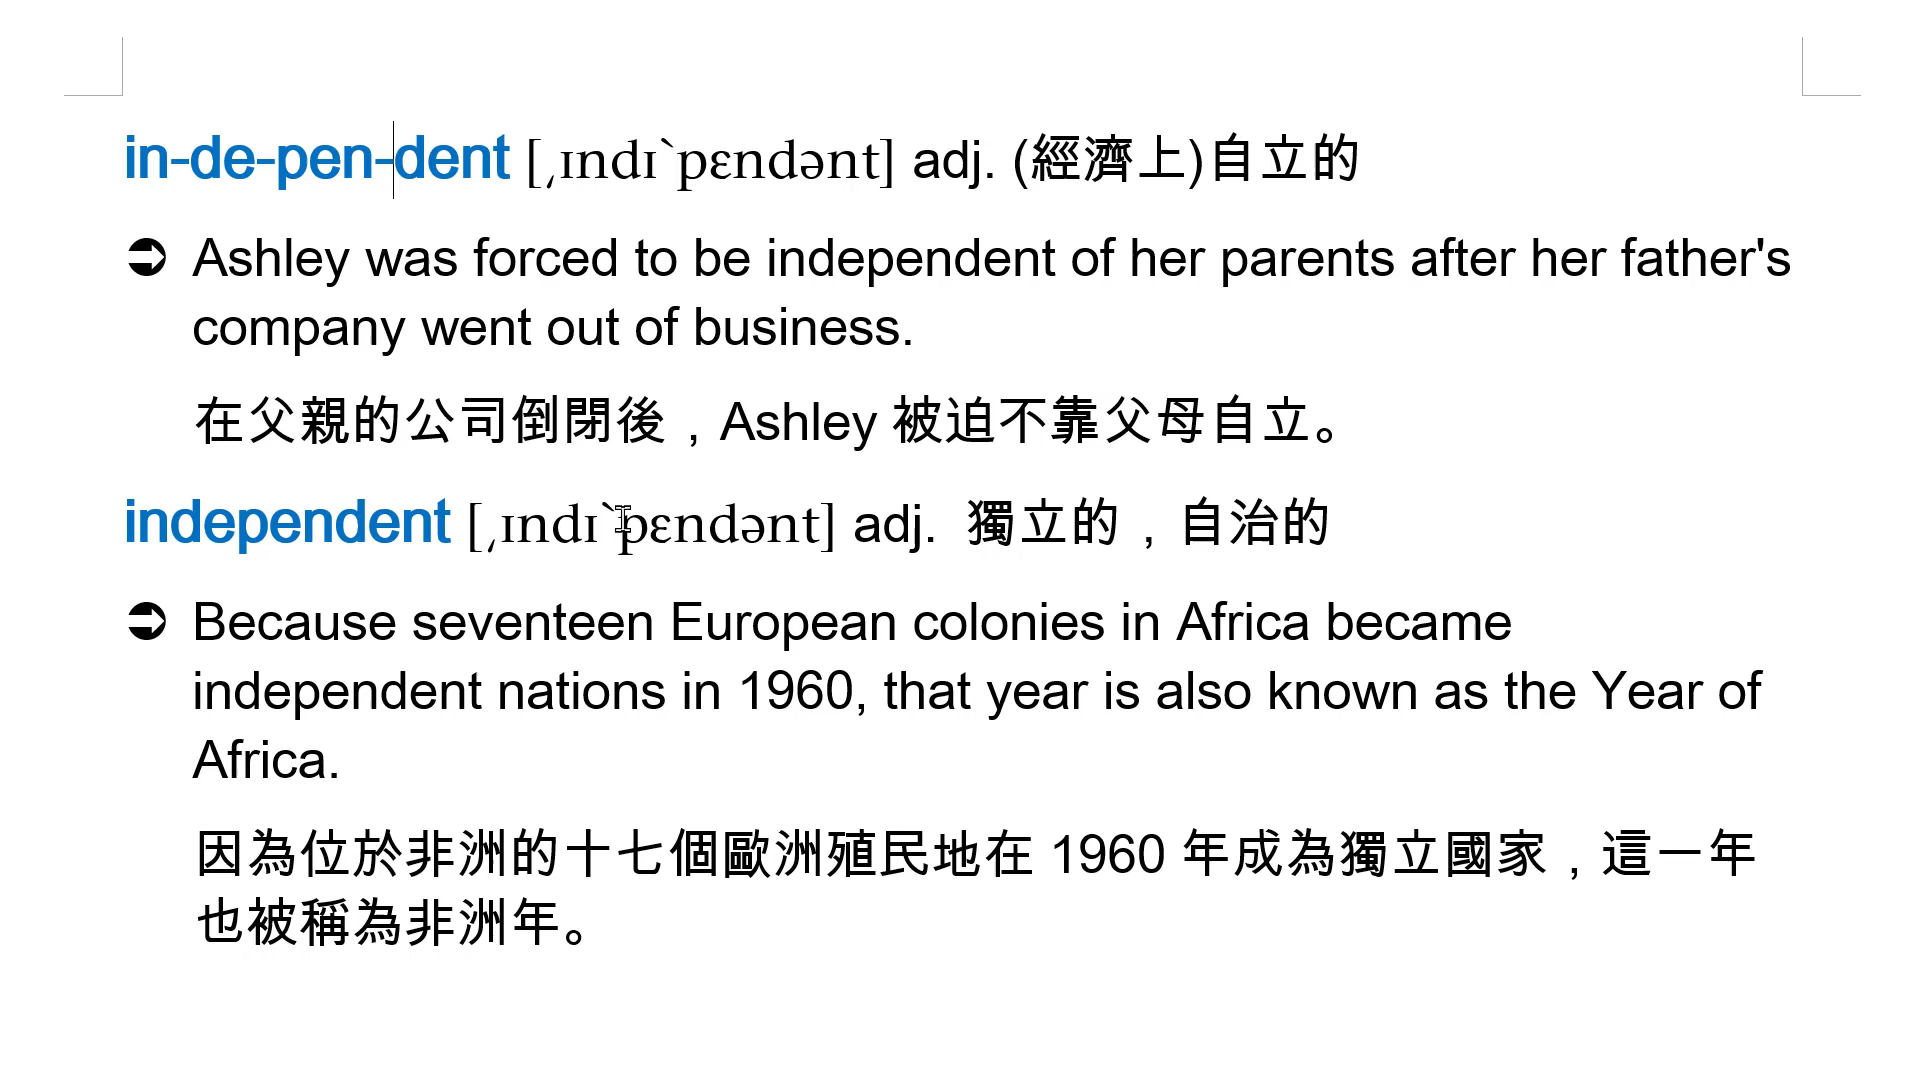 in-de-pen-dent [ˏɪndɪˋpɛndənt] adj. (經濟上)自立的
➲ Ashley was forced to be independent of her parents after her father's
company went out of business.
在父親的公司倒閉後，Ashley 被迫不靠父母自立。
independent [ˏɪndɪˋpɛndənt] adj. 獨立的，自治的
➲ Because seventeen European colonies in Africa became
independent nations in 1960, that year is also known as the Year of
Africa.
因為位於非洲的十七個歐洲殖民地在 1960 年成為獨立國家，這一年
也被稱為非洲年。